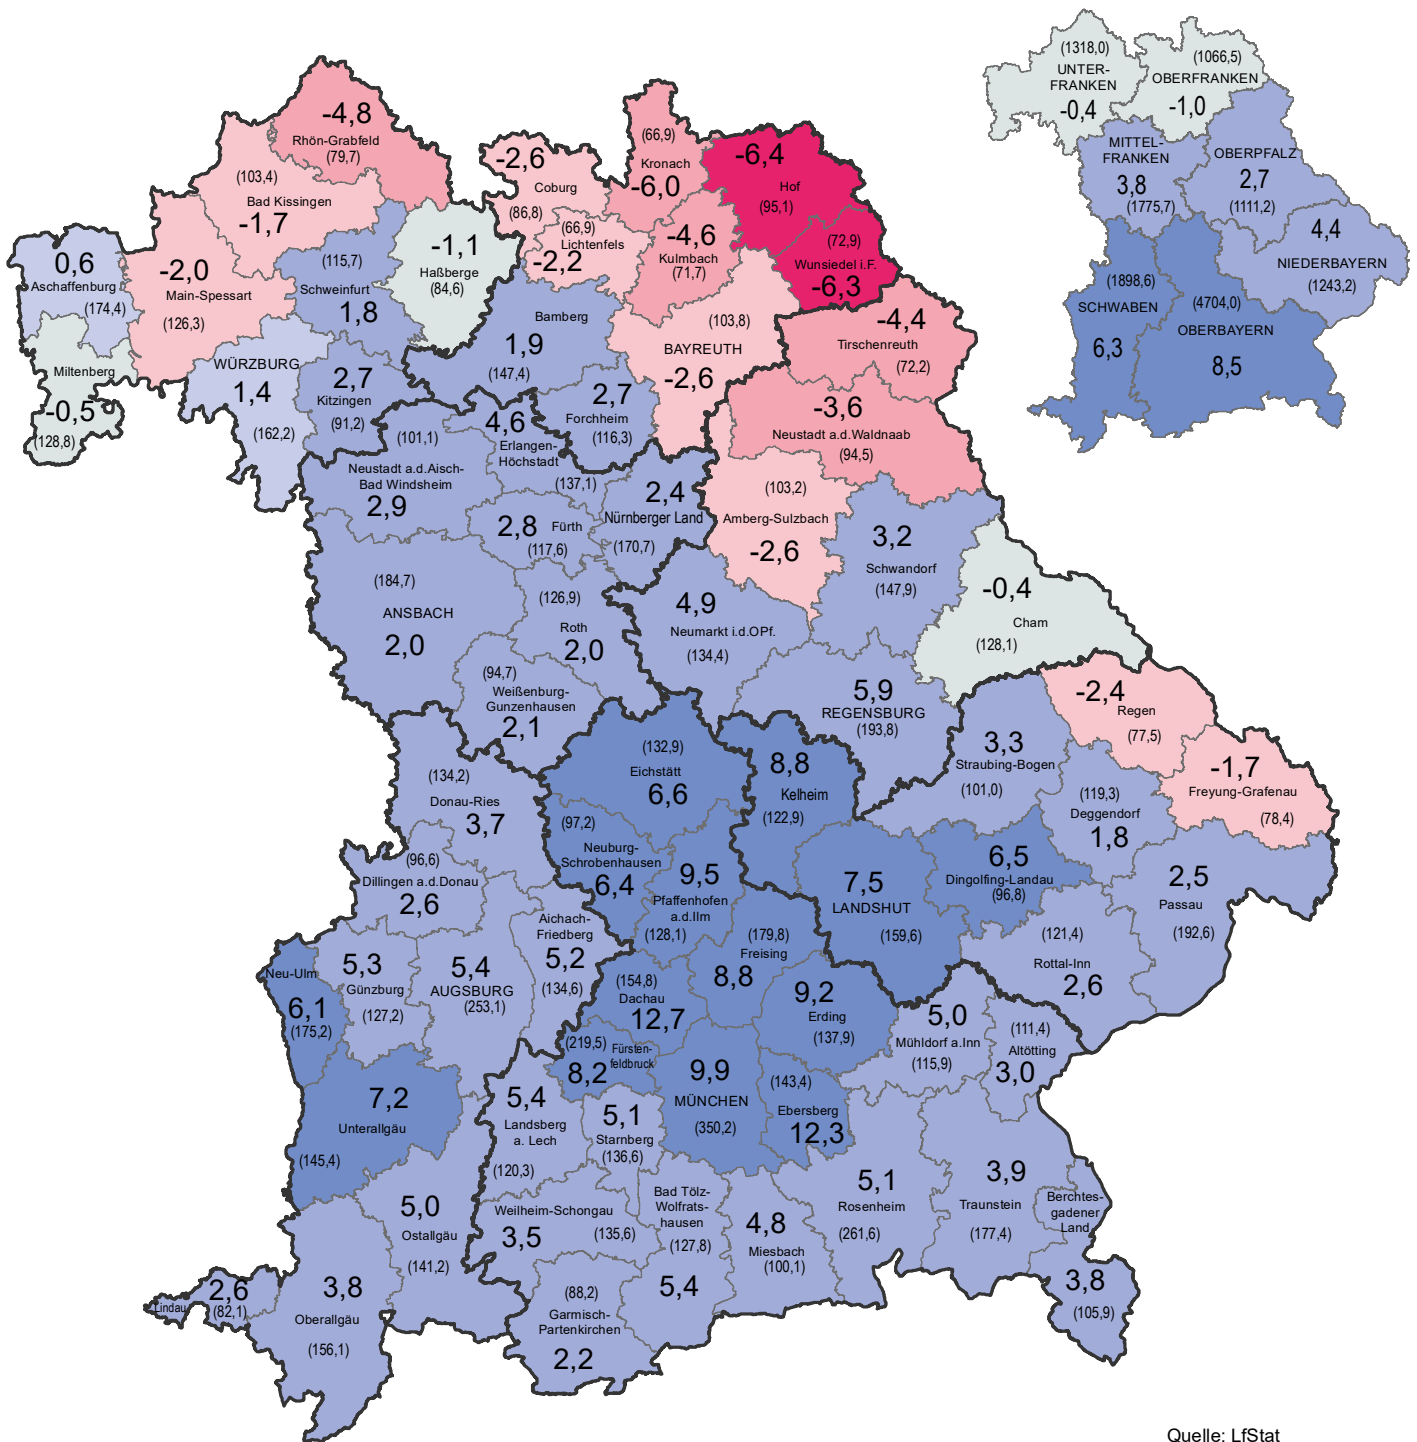 (1318,0)
UNTER-
FRANKEN
-0,4
(1066,5)
OBERFRANKEN
-1,0
MITTEL-
FRANKEN
3,8
(1775,7)
OBERPFALZ
2,7
(1111,2)
4,4
NIEDERBAYERN
(1243,2)
(1898,6)
SCHWABEN
6,3
(4704,0)
OBERBAYERN
8,5
-4,8
Rhön-Grabfeld
(79,7)
(103,4)
Bad Kissingen
-1,7
-2,6
Coburg
(86,8)
(66,9)
Kronach
-6,0
-6,4
Hof
(95,1)
(66,9)
Lichtenfels
-2,2
-4,6
Kulmbach
(71,7)
(72,9)
Wunsiedel i.F.
-6,3
0,6
Aschaffenburg
(174,4)
-2,0
Main-Spessart
(126,3)
(115,7)
Schweinfurt
1,8
-1,1
Haßberge
(84,6)
Bamberg
1,9
(147,4)
(103,8)
BAYREUTH
-2,6
-4,4
Tirschenreuth
(72,2)
Miltenberg
-0,5
(128,8)
WÜRZBURG
1,4
(162,2)
2,7
Kitzingen
(91,2)
2,7
Forchheim
(116,3)
-3,6
Neustadt a.d.Waldnaab
(94,5)
(101,1)
Neustadt a.d.Aisch-
Bad Windsheim
2,9
4,6
Erlangen-
Höchstadt
(137,1)
2,4
Nürnberger Land
(170,7)
(103,2)
Amberg-Sulzbach
-2,6
2,8
Fürth
(117,6)
3,2
Schwandorf
(147,9)
(184,7)
ANSBACH
2,0
(126,9)
Roth
2,0
4,9
Neumarkt i.d.OPf.
(134,4)
-0,4
Cham
(128,1)
(94,7)
Weißenburg-
Gunzenhausen
2,1
5,9
REGENSBURG
(193,8)
-2,4
Regen
(77,5)
3,3
Straubing-Bogen
(101,0)
-1,7
Freyung-Grafenau
(78,4)
(134,2)
Donau-Ries
3,7
(132,9)
Eichstätt
6,6
8,8
Kelheim
(122,9)
(119,3)
Deggendorf
1,8
(97,2)
Neuburg-
Schrobenhausen
6,4
9,5
Pfaffenhofen
a.d.Ilm
(128,1)
7,5
LANDSHUT
(159,6)
6,5
Dingolfing-Landau
(96,8)
2,5
Passau
(192,6)
(96,6)
Dillingen a.d.Donau
2,6
Aichach-
Friedberg
5,2
(134,6)
(179,8)
Freising
8,8
(121,4)
Rottal-Inn
2,6
Neu-Ulm
6,1
(175,2)
5,3
Günzburg
(127,2)
5,4
AUGSBURG
(253,1)
(154,8)
Dachau
12,7
9,2
Erding
(137,9)
5,0
Mühldorf a.Inn
(115,9)
(111,4)
Altötting
3,0
(219,5)
Fürsten-
feldbruck
8,2
9,9
MÜNCHEN
(350,2)
(143,4)
Ebersberg
12,3
7,2
Unterallgäu
(145,4)
5,4
Landsberg
a. Lech
(120,3)
5,1
Starnberg
(136,6)
5,0
Ostallgäu
(141,2)
Weilheim-Schongau
3,5
(135,6)
Bad Tölz-
Wolfrats-
hausen
(127,8)
5,4
4,8
Miesbach
(100,1)
5,1
Rosenheim
(261,6)
3,9
Traunstein
(177,4)
Berchtes-
gadener
Land
3,8
(105,9)
Lindau
2,6
(82,1)
3,8
Oberallgäu
(156,1)
(88,2)
Garmisch-
Partenkirchen
2,2
Quelle: LfStat